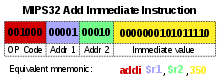 MIPS32 Add Immediate Instruction
001000 00001 00010 0000000101011110
OP Code Addr 1 Addr 2 Immediate value
Equivalent mnemonic: addi $r1, $r2, 350